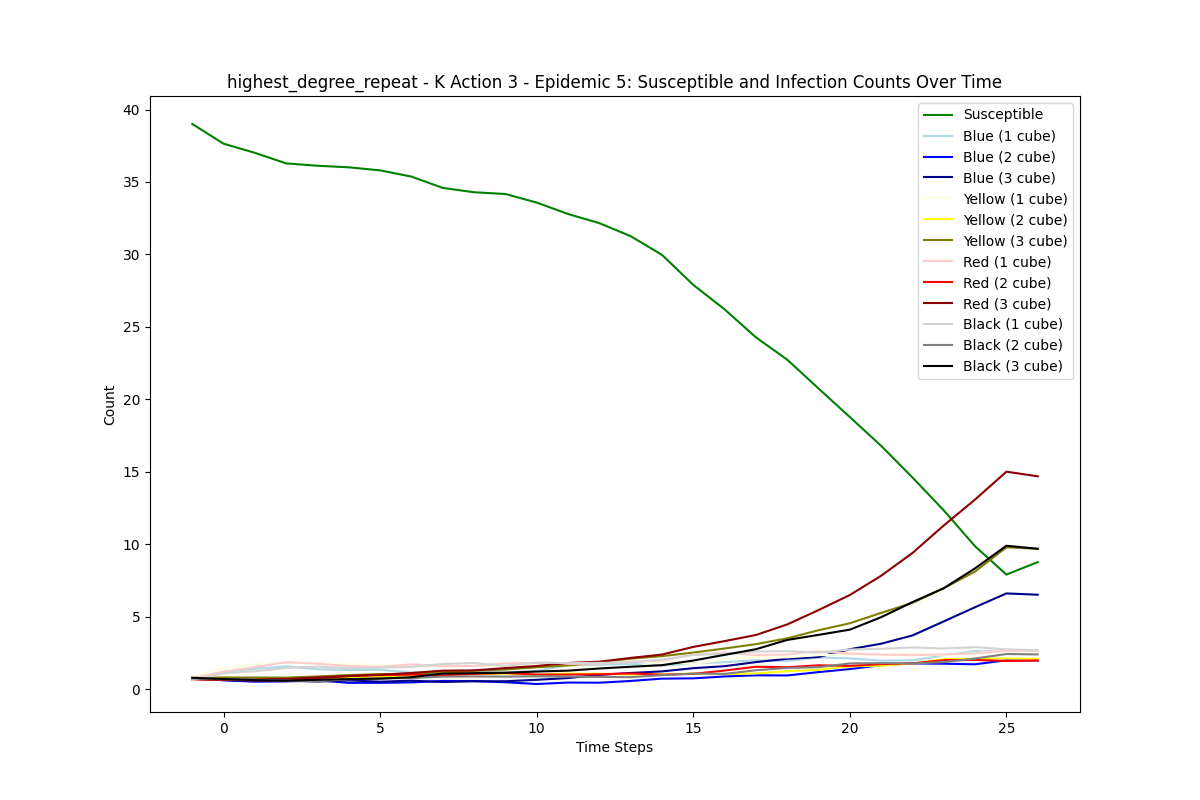 highest_degree_repeat - K Action 3 - Epidemic 5: Susceptible and Infection Counts Over Time
40
35
30
25
20
15
10
5
0
Count
0 5 10 15 20 25
Time Steps
Susceptible
Blue (1 cube)
Blue (2 cube)
Blue (3 cube)
Yellow (1 cube)
Yellow (2 cube)
Yellow (3 cube)
Red (1 cube)
Red (2 cube)
Red (3 cube)
Black (1 cube)
Black (2 cube)
Black (3 cube)